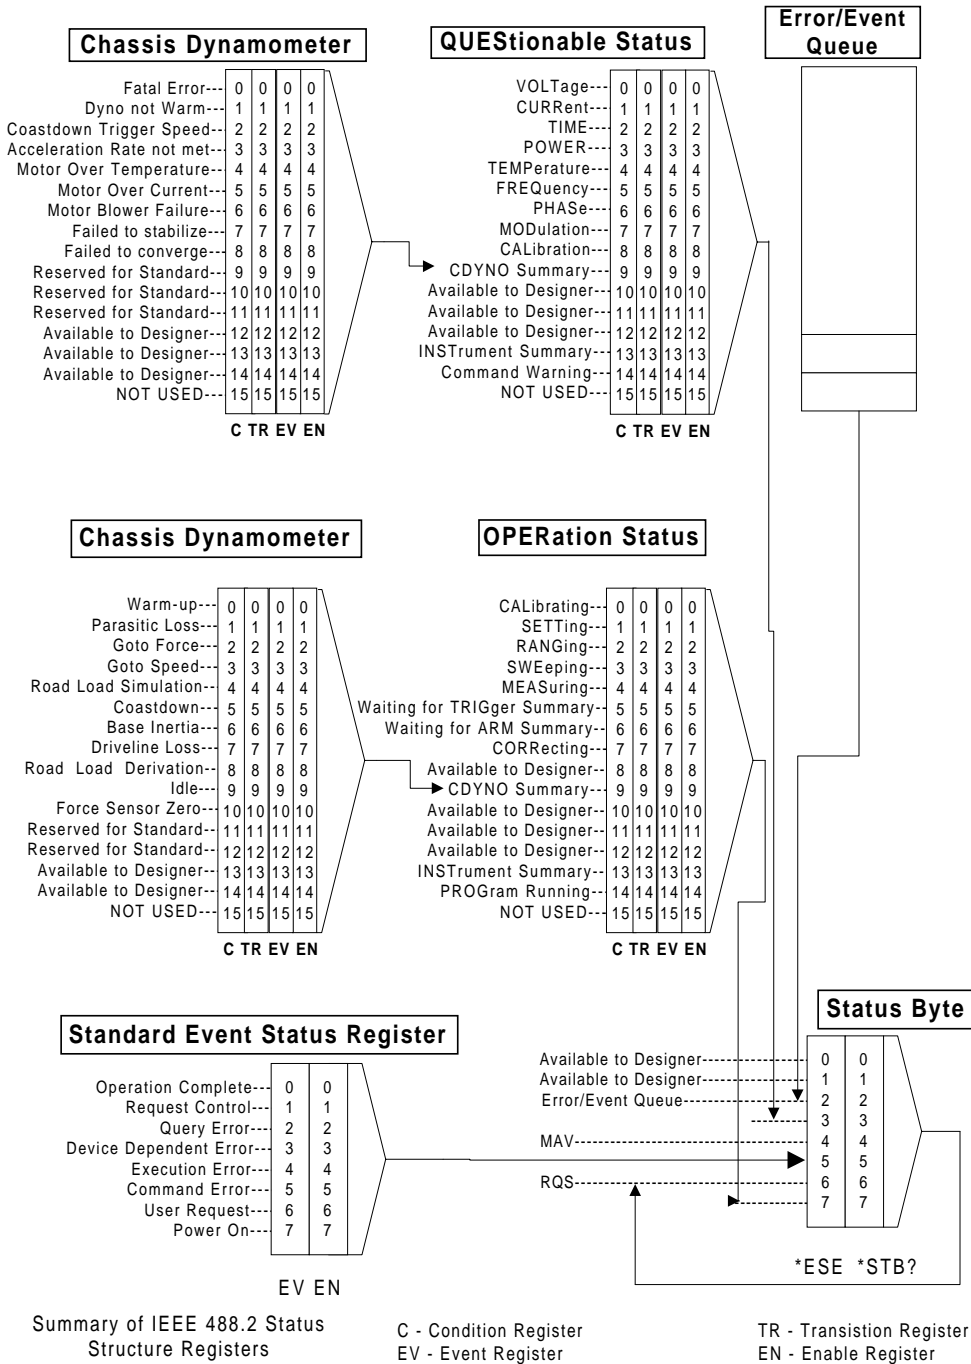 Chassis Dynamometer
Fatal Error--- 0 0 0 0
Dyno not Warm--- 1 1 1 1
Coastdown Trigger Speed-- 2 2 2 2
Acceleration Rate not met-- 3 3 3 3
Motor Over Temperature--- 4 4 4 4
Motor Over Current--- 5 5 5 5
Motor Blower Failure--- 6 6 6 6
Failed to stabilize--- 7 7 7 7
Failed to converge--- 8 8 8 8
Reserved for Standard--- 9 9 9 9
Reserved for Standard--- 10 10 10 10
Reserved for Standard--- 11 11 11 11
Available to Designer--- 12 12 12 12
Available to Designer--- 13 13 13 13
Available to Designer--- 14 14 14 14
NOT USED--- 15 15 15 15
C TR EV EN
QUEStionable Status
VOLTage--- 0 0 0 0
CURRent--- 1 1 1 1
TIME--- 2 2 2 2
POWER--- 3 3 3 3
TEMPerature--- 4 4 4 4
FREQuency--- 5 5 5 5
PHASe--- 6 6 6 6
MODulation--- 7 7 7 7
CALibration--- 8 8 8 8
CDYNO Summary--- 9 9 9 9
Available to Designer--- 10 10 10 10
Available to Designer--- 11 11 11 11
Available to Designer--- 12 12 12 12
INSTrument Summary--- 13 13 13 13
Command Warning--- 14 14 14 14
NOT USED--- 15 15 15 15
C TR EV EN
Error/Event
Queue
Chassis Dynamometer
Warm-up--- 0 0 0 0
Parasitic Loss--- 1 1 1 1
Goto Force--- 2 2 2 2
Goto Speed--- 3 3 3 3
Road Load Simulation--- 4 4 4 4
Coastdown--- 5 5 5 5
Base Inertia--- 6 6 6 6
Driveline Loss--- 7 7 7 7
Road Load Derivation-- 8 8 8 8
Idle--- 9 9 9 9
Force Sensor Zero--- 10 10 10 10
Reserved for Standard-- 11 11 11 11
Reserved for Standard-- 12 12 12 12
Available to Designer--- 13 13 13 13
Available to Designer--- 14 14 14 14
NOT USED--- 15 15 15 15
C TR EV EN
OPERation Status
CALibrating--- 0 0 0 0
SETTing--- 1 1 1 1
RANGing--- 2 2 2 2
SWEeping--- 3 3 3 3
MEASuring--- 4 4 4 4
Waiting for TRIGger Summary--- 5 5 5 5
Waiting for ARM Summary--- 6 6 6 6
CORRecting--- 7 7 7 7
Available to Designer-- 8 8 8 8
CDYNO Summary--- 9 9 9 9
Available to Designer-- 10 10 10 10
Available to Designer-- 11 11 11 11
Available to Designer-- 12 12 12 12
INSTrument Summary-- 13 13 13 13
PROGram Running--- 14 14 14 14
NOT USED--- 15 15 15 15
C TR EV EN
Standard Event Status Register
Operation Complete--- 0 0
Request Control--- 1 1
Query Error--- 2 2
Device Dependent Error--- 3 3
Execution Error--- 4 4
Command Error--- 5 5
User Request--- 6 6
Power On--- 7 7
EV EN
Status Byte
Available to Designer 0 0
Available to Designer 1 1
Error/Event Queue 2 2
3 3
MAV 4 4
5 5
RQS 6 6
7 7
*ESE *STB?
Summary of IEEE 488.2 Status
Structure Registers
C - Condition Register
EV - Event Register
TR - Transistion Register
EN - Enable Register